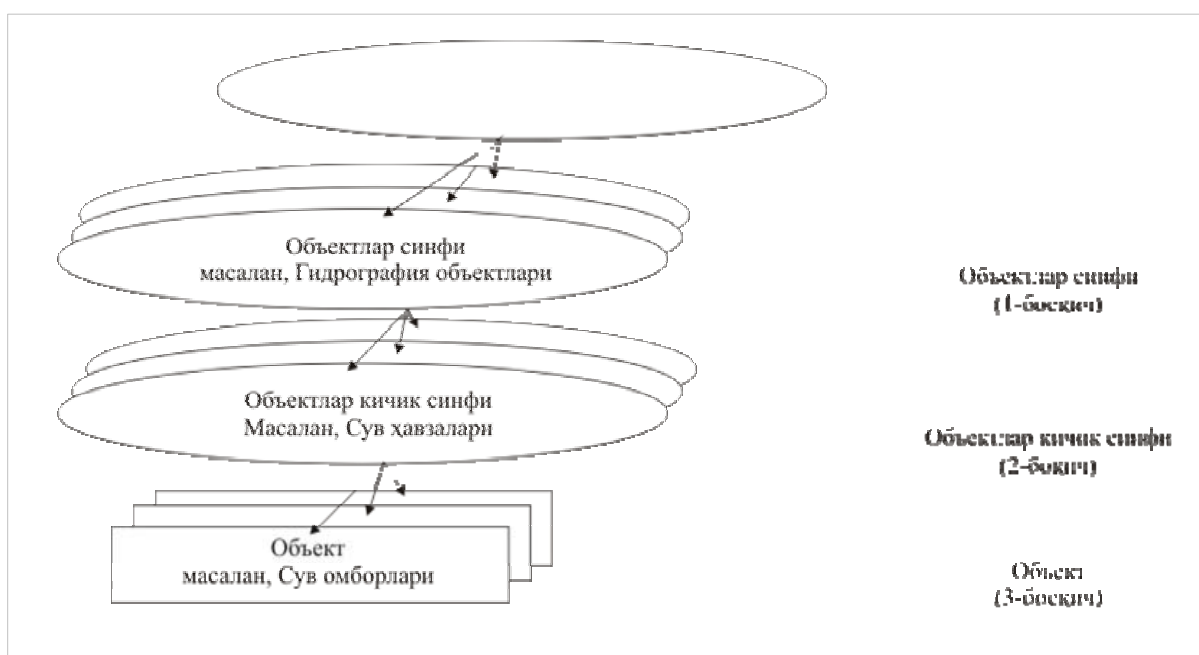 Объектлар синфи
масалан, Гидрография объектлари
Объектлар синфи
(1-босқич)
Объектлар кичик синфи
Масалан, Сув ҳавзалари
Объектлар кичик синфи
(2-боқич)
Объект
масалан, Сув омборлари
Объект
(3-босқич)